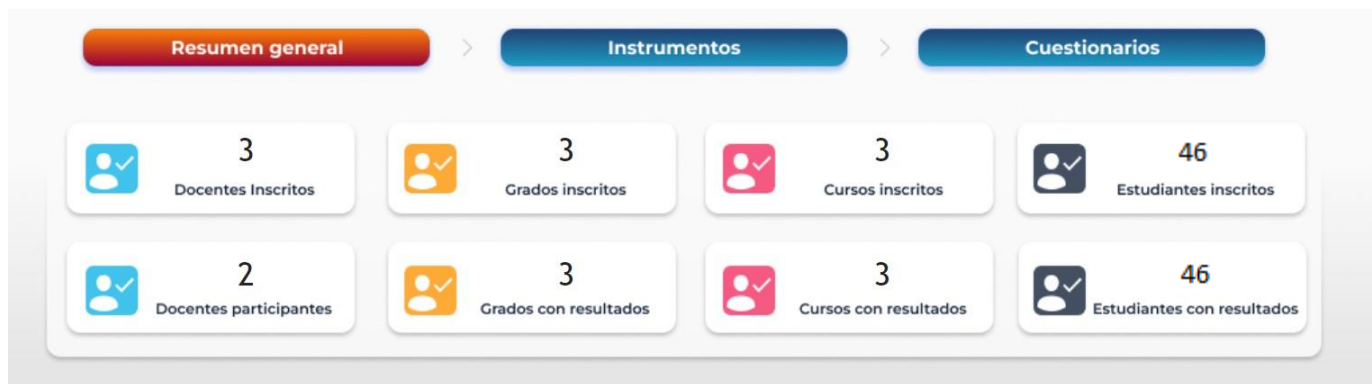 Resumen general
Instrumentos
Cuestionarios
3
Docentes Inscritos
3
Grados inscritos
3
Cursos inscritos
46
Estudiantes inscritos
2
Docentes participantes
3
Grados con resultados
3
Cursos con resultados
46
Estudiantes con resultados